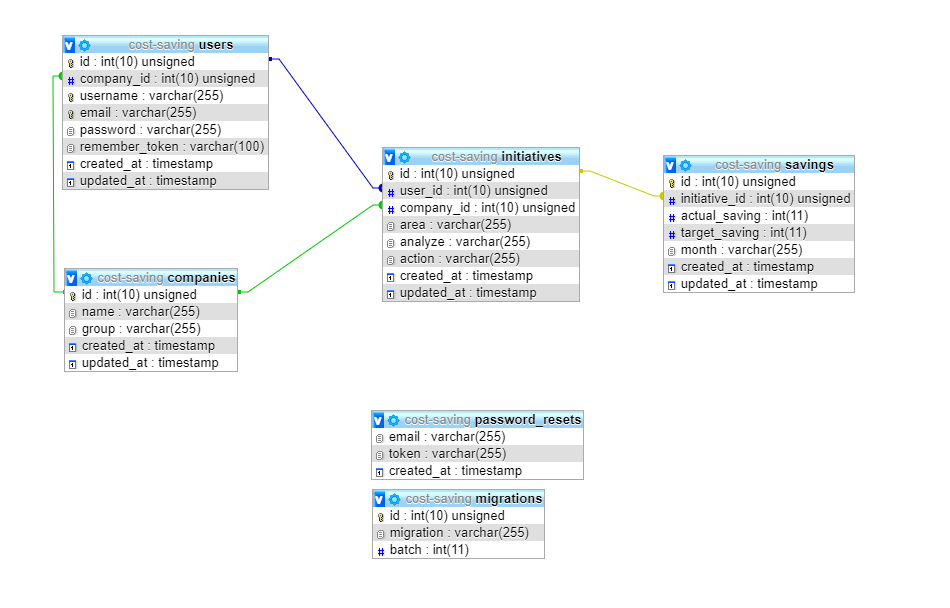 cost-saving users
id : int(10) unsigned
company_id : int(10) unsigned
username : varchar(255)
email : varchar(255)
password : varchar(255)
remember_token : varchar(100)
created_at : timestamp
updated_at : timestamp
cost-saving companies
id : int(10) unsigned
name : varchar(255)
group : varchar(255)
created_at : timestamp
updated_at : timestamp
cost-saving initiatives
id : int(10) unsigned
user_id : int(10) unsigned
company_id : int(10) unsigned
area : varchar(255)
analyze : varchar(255)
action : varchar(255)
created_at : timestamp
updated_at : timestamp
cost-saving savings
id : int(10) unsigned
initiative_id : int(10) unsigned
actual_saving : int(11)
target_saving : int(11)
month : varchar(255)
created_at : timestamp
updated_at : timestamp
cost-saving password_resets
email : varchar(255)
token : varchar(255)
created_at : timestamp
cost-saving migrations
id : int(10) unsigned
migration : varchar(255)
batch : int(11)